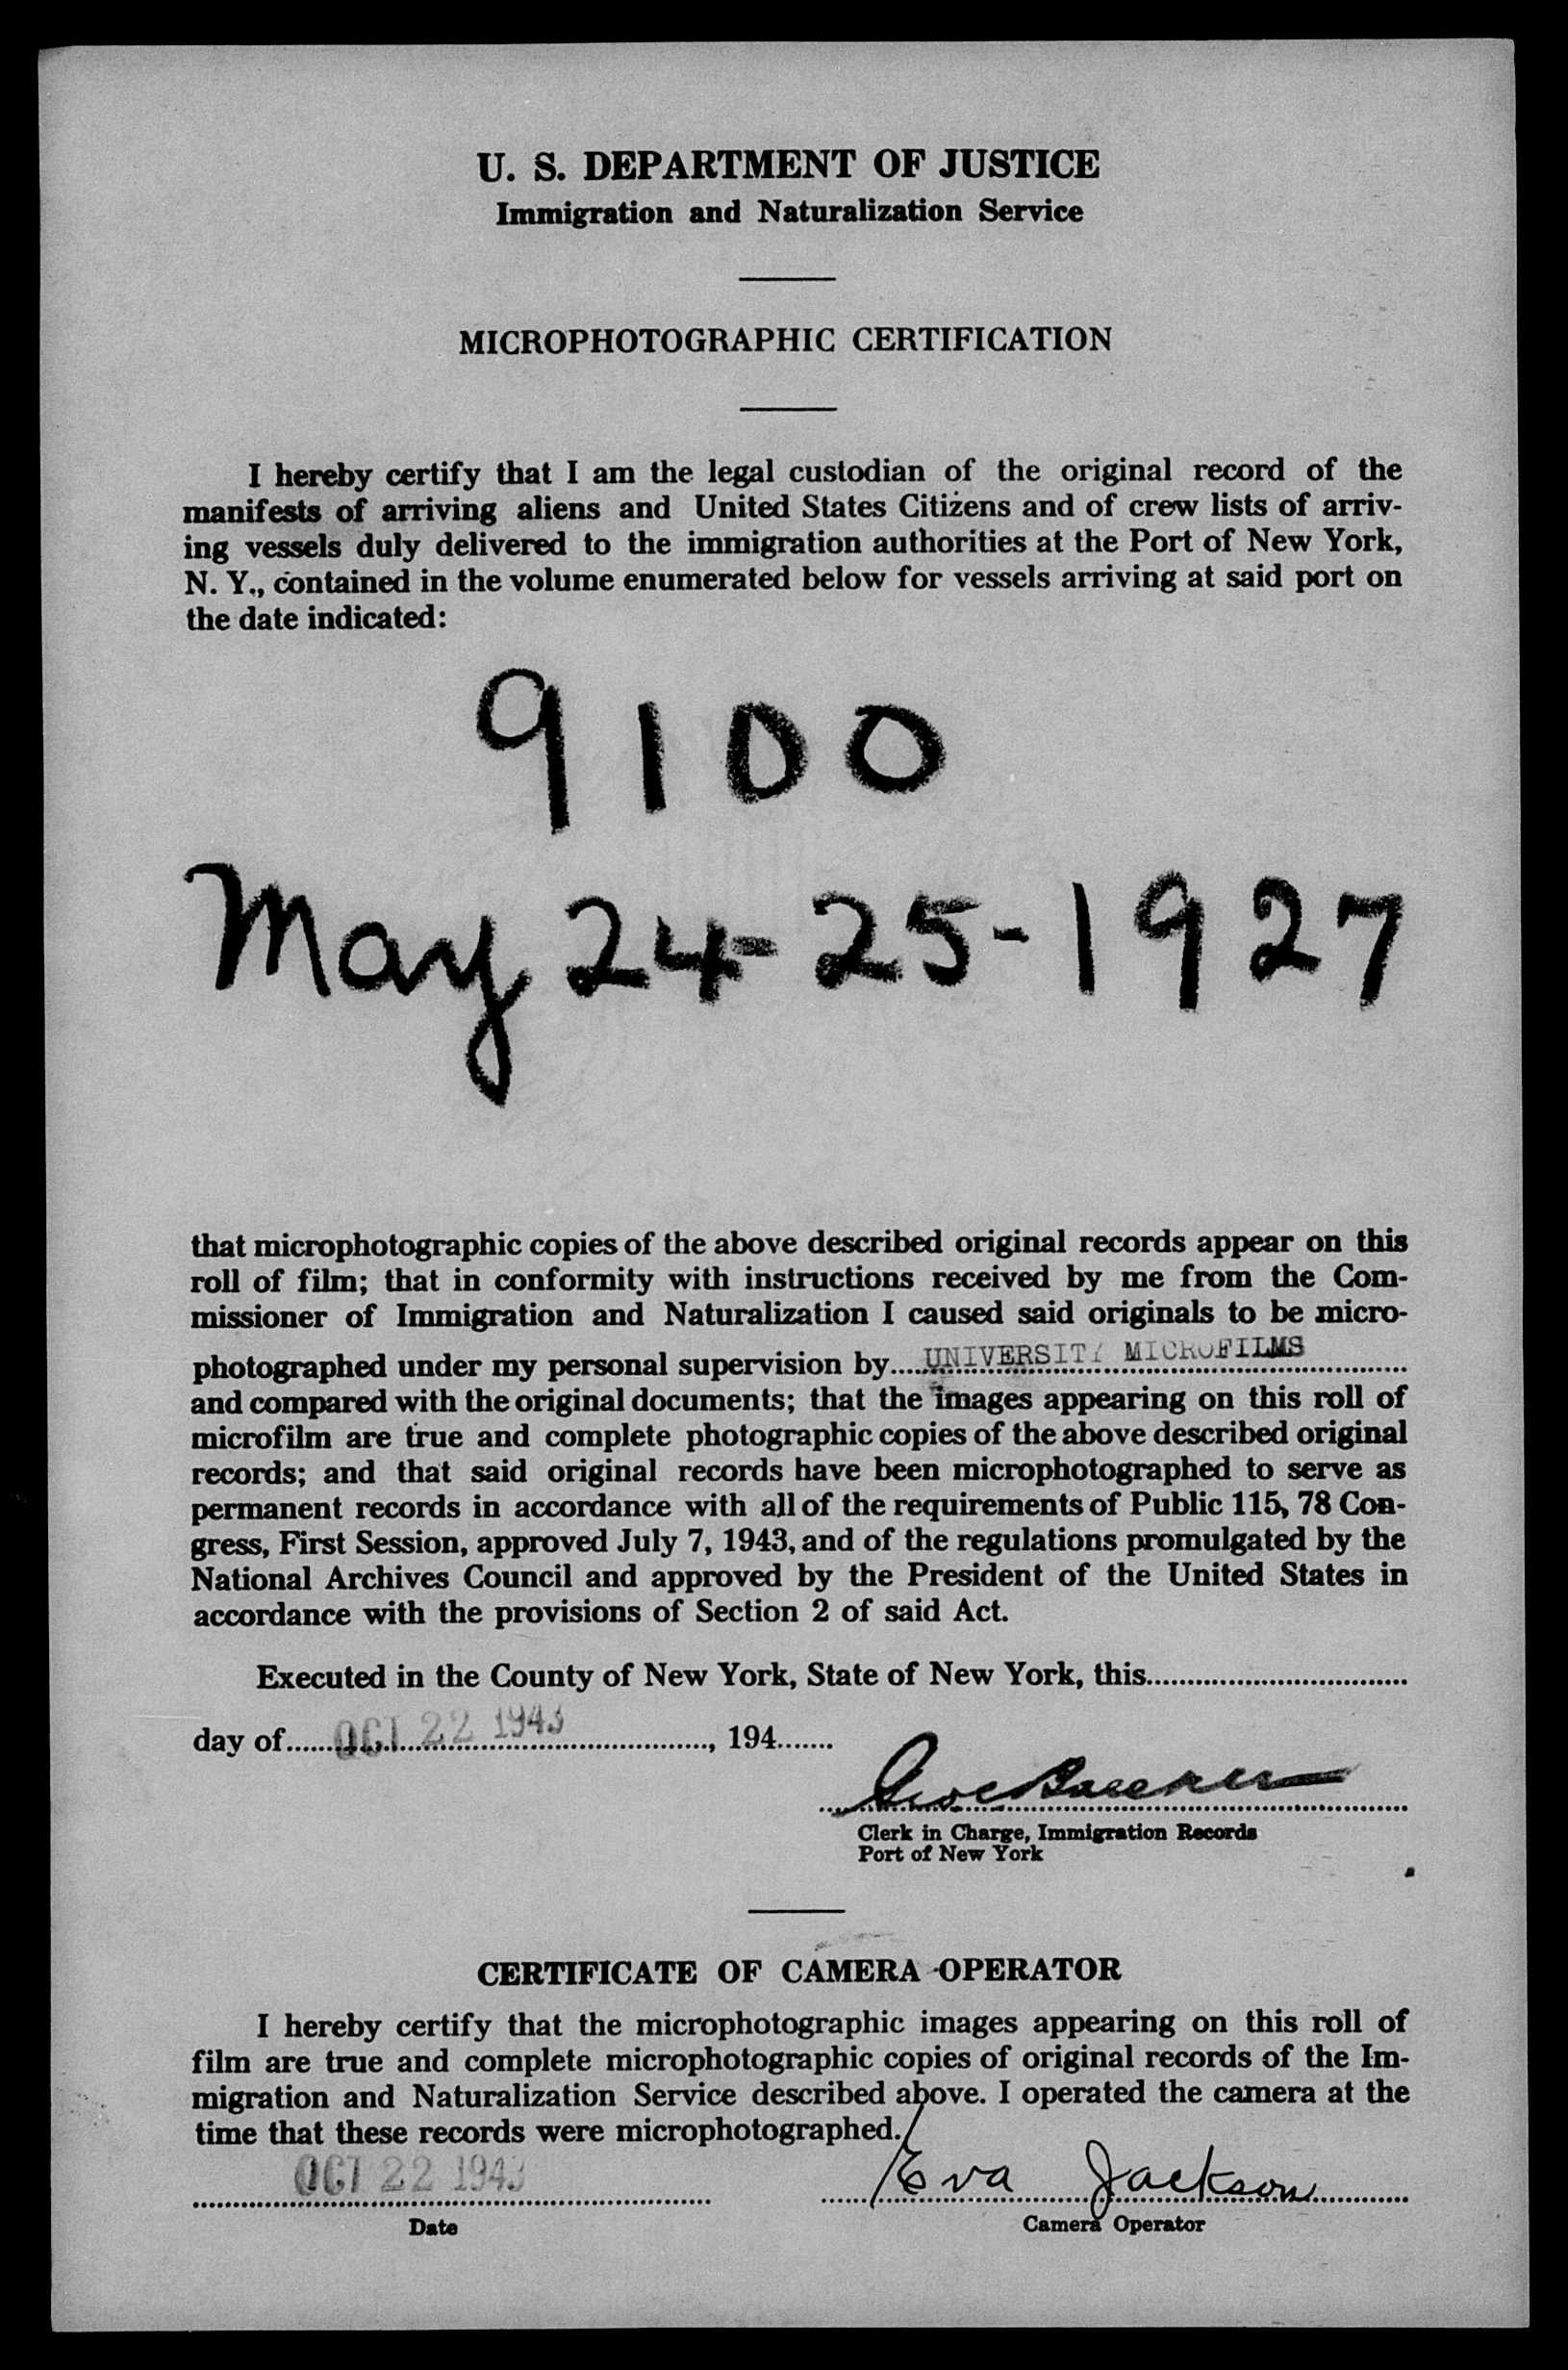 U. S. DEPARTMENT OF JUSTICE
Immigration and Naturalization Service
MICROPHOTOGRAPHIC CERTIFICATION
I hereby certify that I am the legal custodian of the original record of the
manifests of arriving aliens and United States Citizens and of crew lists of arriv-
ing vessels duly delivered to the immigration authorities at the Port of New York,
N. Y., contained in the volume enumerated below for vessels arriving at said port on
the date indicated:
9100
May 24-25-1927
that microphotographic copies of the above described original records appear on this
roll of film; that in conformity with instructions received by me from the Com-
missioner of Immigration and Naturalization I caused said originals to be micro-
photographed under my personal supervision by UNIVERSITY MICROFILMS
and compared with the original documents; that the images appearing on this roll of
microfilm are true and complete photographic copies of the above described original
records; and that said original records have been microphotographed to serve as
permanent records in accordance with all of the requirements of Public 115, 78 Con-
gress, First Session, approved July 7, 1943, and of the regulations promulgated by the
National Archives Council and approved by the President of the United States in
accordance with the provisions of Section 2 of said Act.
Executed in the County of New York, State of New York, this
day of OCT 22 1943, 194
Clerk in Charge, Immigration Records
Port of New York
CERTIFICATE OF CAMERA OPERATOR
I hereby certify that the microphotographic images appearing on this roll of
film are true and complete microphotographic copies of original records of the Im-
migration and Naturalization Service described above. I operated the camera at the
time that these records were microphotographed.
OCT 22 1943 Eva Jackson
Date Camera Operator